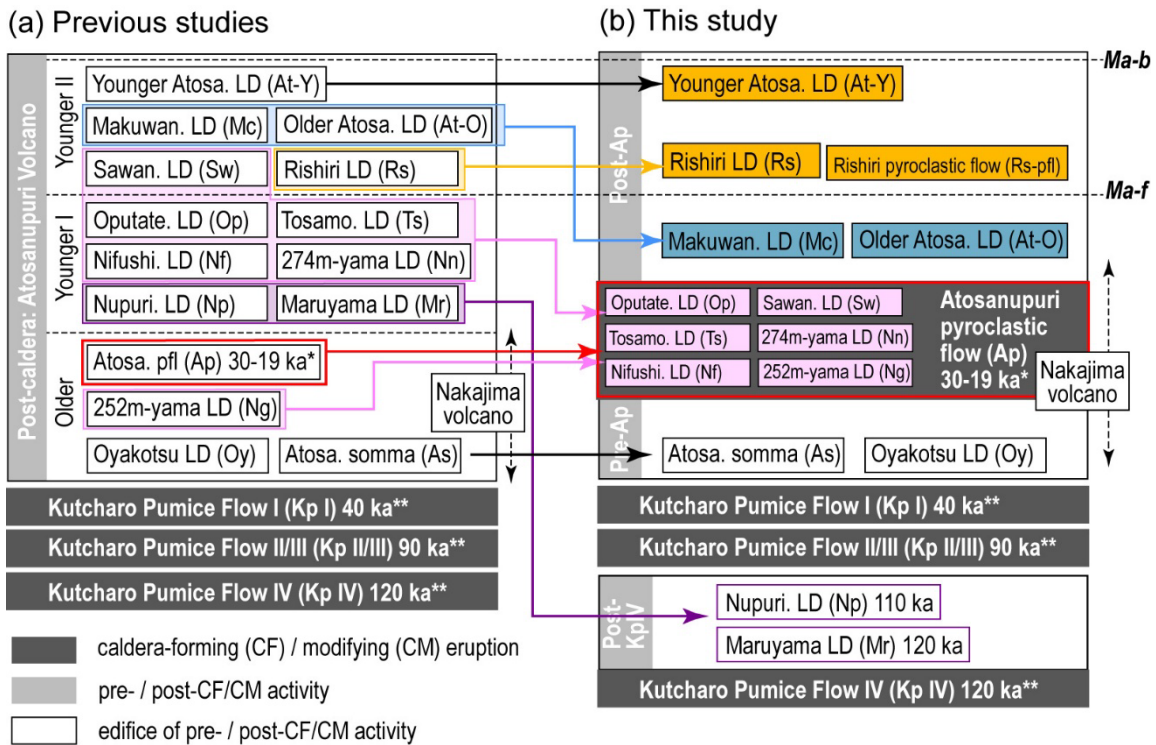 (a) Previous studies
Post-caldera: Atosanupuri Volcano
Younger II
Younger Atosa. LD (At-Y)
Makuwan. LD (Mc)
Older Atosa. LD (At-O)
Sawan. LD (Sw)
Rishiri LD (Rs)
Younger I
Oputate. LD (Op)
Tosamo. LD (Ts)
Nifushi. LD (Nf)
274m-yama LD (Nn)
Nupuri. LD (Np)
Maruyama LD (Mr)
Older
Atosa. pfl (Ap) 30-19 ka*
252m-yama LD (Ng)
Nakajima
volcano
Oyakotsu LD (Oy)
Atosa. somma (As)
Kutcharo Pumice Flow I (Kp I) 40 ka**
Kutcharo Pumice Flow II/III (Kp II/III) 90 ka**
Kutcharo Pumice Flow IV (Kp IV) 120 ka**
caldera-forming (CF) / modifying (CM) eruption
pre- / post-CF/CM activity
edifice of pre- / post-CF/CM activity
(b) This study
Ma-b
Post-Ap
Younger Atosa. LD (At-Y)
Rishiri LD (Rs)
Rishiri pyroclastic flow (Rs-pfl)
Ma-f
Makuwan. LD (Mc)
Older Atosa. LD (At-O)
Oputate. LD (Op)
Sawan. LD (Sw)
Tosamo. LD (Ts)
274m-yama LD (Nn)
Nifushi. LD (Nf)
252m-yama LD (Ng)
Atosanupuri
pyroclastic
flow (Ap)
30-19 ka*
Nakajima
volcano
Pre-Ap
Atosa. somma (As)
Oyakotsu LD (Oy)
Kutcharo Pumice Flow I (Kp I) 40 ka**
Kutcharo Pumice Flow II/III (Kp II/III) 90 ka**
Post-
KpIV
Nupuri. LD (Np) 110 ka
Maruyama LD (Mr) 120 ka
Kutcharo Pumice Flow IV (Kp IV) 120 ka**